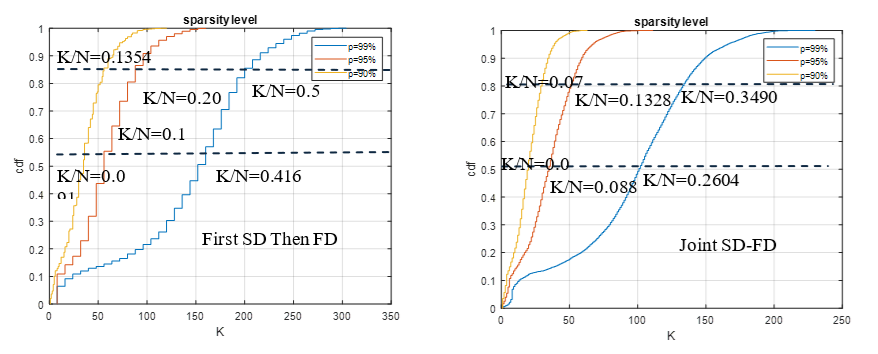 sparsity level
1
0.9
0.8
0.7
0.6
0.5
0.4
0.3
0.2
0.1
0
cdf
0
50
100
150
200
250
300
350
K
ρ=99%
ρ=95%
ρ=90%
K/N=0.1354
K/N=0.20
K/N=0.5
K/N=0.1
K/N=0.0
K/N=0.416
First SD Then FD
sparsity level
1
0.9
0.8
0.7
0.6
0.5
0.4
0.3
0.2
0.1
0
cdf
0
50
100
150
200
250
K
ρ=99%
ρ=95%
ρ=90%
K/N=0.07
K/N=0.1328
K/N=0.3490
K/N=0.0
K/N=0.088
K/N=0.2604
Joint SD-FD